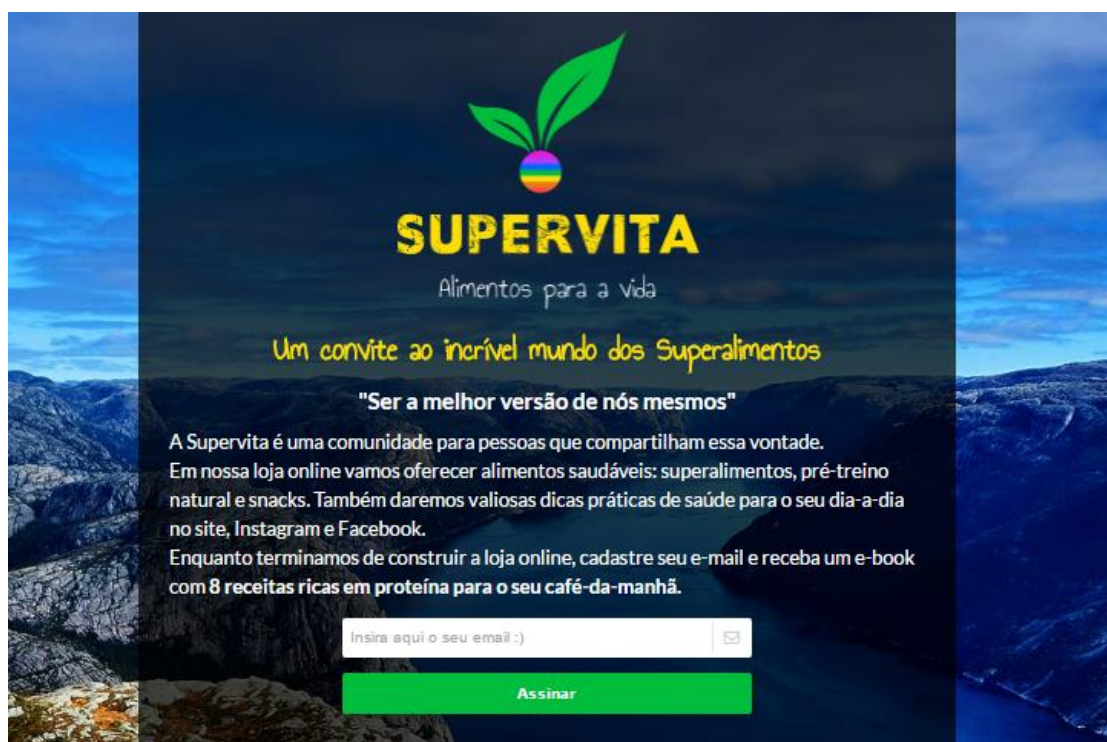 SUPERVITA
Alimentos para a vida
Um convite ao incrível mundo dos Superalimentos
"Ser a melhor versão de nós mesmos"
A Supervita é uma comunidade para pessoas que compartilham essa vontade.
Em nossa loja online vamos oferecer alimentos saudáveis: superalimentos, pré-treino
natural e snacks. Também daremos valiosas dicas práticas de saúde para o seu dia-a-dia
no site, Instagram e Facebook.
Enquanto terminamos de construir a loja online, cadastre seu e-mail e receba um e-book
com 8 receitas ricas em proteína para o seu café-da-manhã.
Insira aqui o seu email :)
Assinar